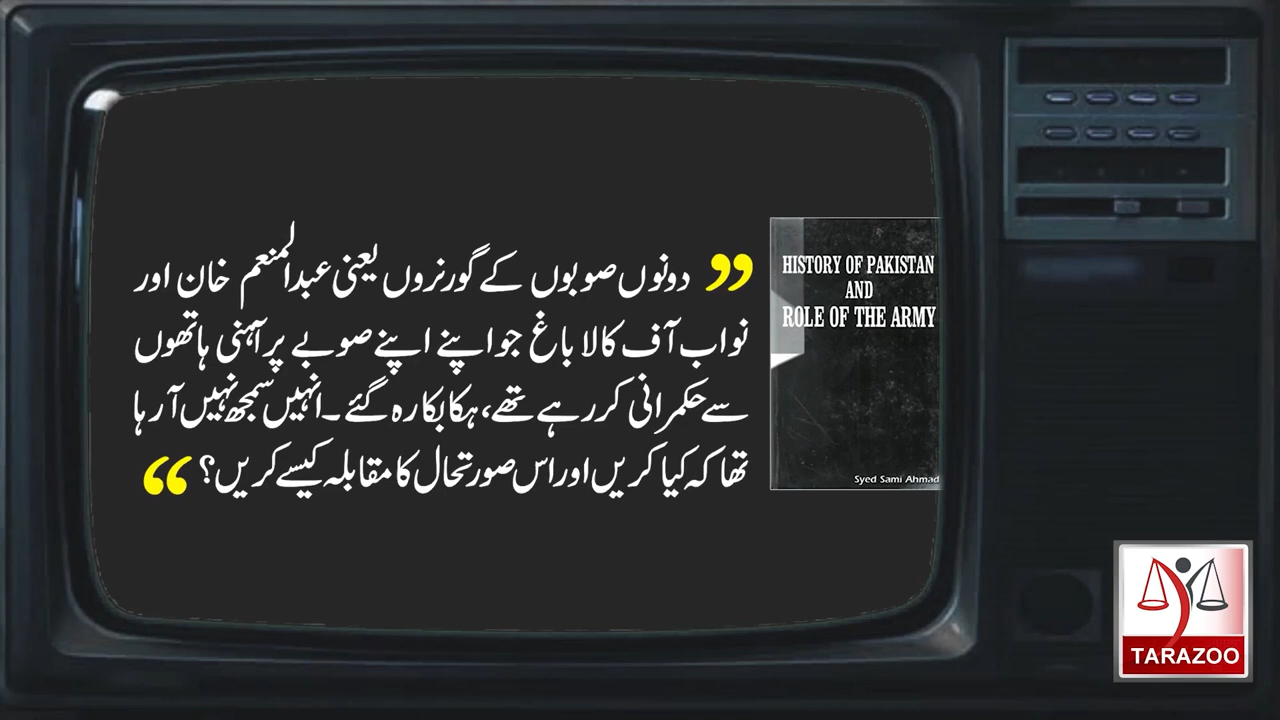 ”دونوں صوبوں کے گورنروں یعنی عبدالمنعم خان اور
نواب آف کالا باغ جو اپنے اپنے صوبے پر آہنی ہاتھوں
سے حکمرانی کر رہے تھے، ہکا بکا رہ گئے۔ انہیں سمجھ نہیں آ رہا
تھا کہ کیا کریں اور اس صورتحال کا مقابلہ کیسے کریں؟“
HISTORY OF PAKISTAN
AND
ROLE OF THE ARMY
Syed Sami Ahmad
TARAZOO